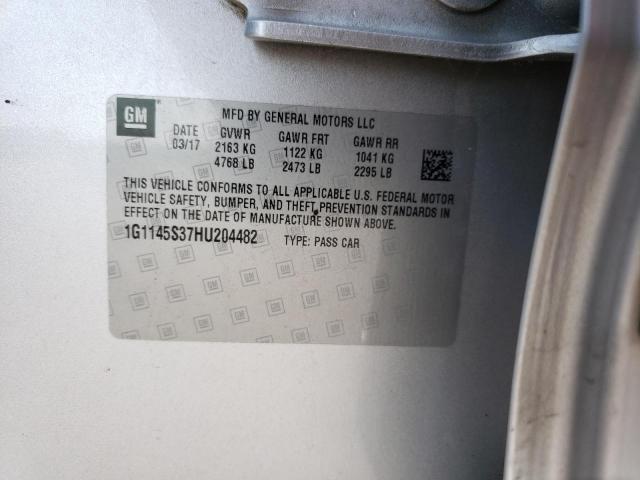 GM
MFD BY GENERAL MOTORS LLC
DATE GVWR GAWR FRT GAWR RR
03/17 2163 KG 1122 KG 1041 KG
4768 LB 2473 LB 2295 LB
THIS VEHICLE CONFORMS TO ALL APPLICABLE U.S. FEDERAL MOTOR
VEHICLE SAFETY, BUMPER, AND THEFT PREVENTION STANDARDS IN
EFFECT ON THE DATE OF MANUFACTURE SHOWN ABOVE.
1G1145S37HU204482 TYPE: PASS CAR